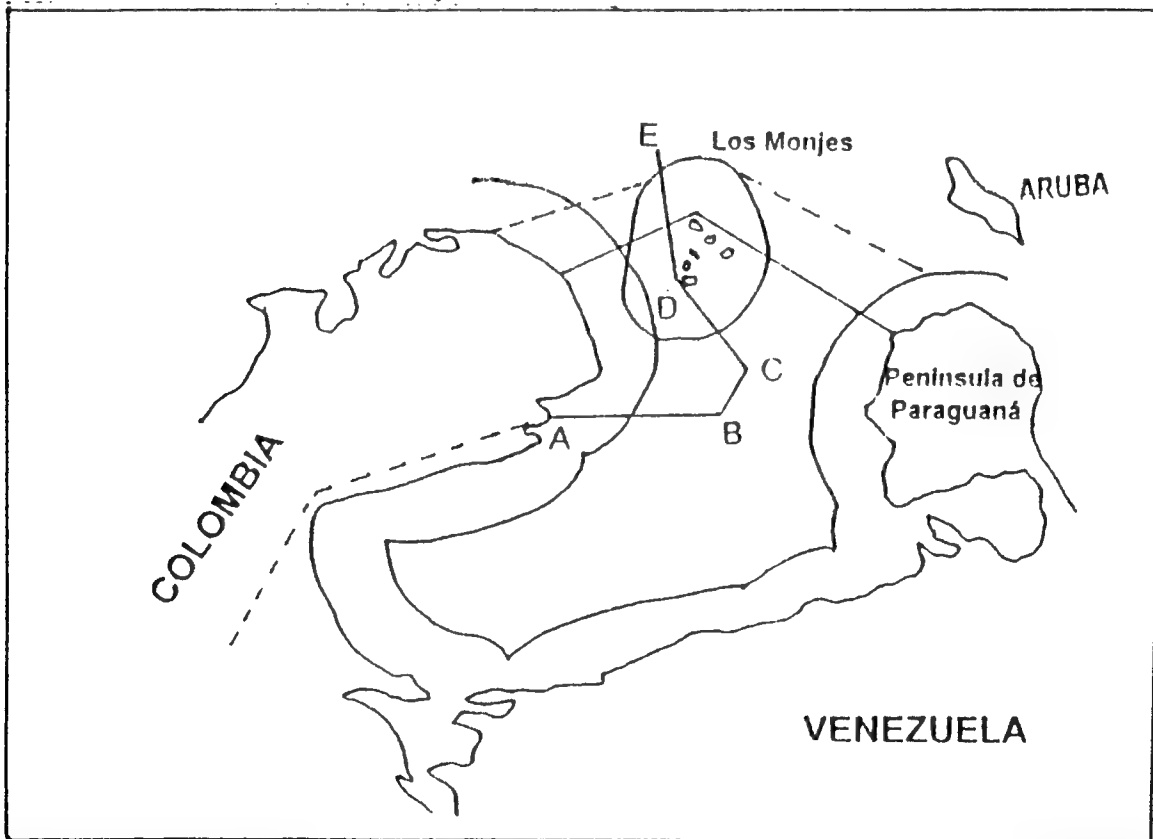 E
Los Monjes
ARUBA
D
C
Peninsula de
Paraguaná
A
B
COLOMBIA
VENEZUELA